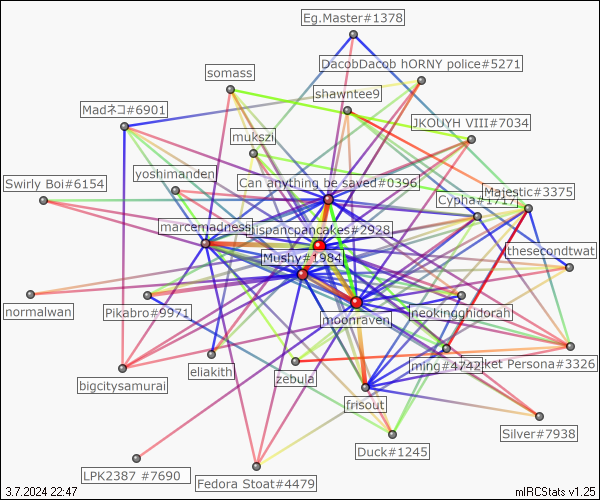 Eg.Master#1378
DacobDacob hORNY police#5271
somass
shawntee9
Madネコ#6901
JKOUYH VIII#7034
mukszj
yoshimanden
Swirly Boi#6154
Can anything be saved#0396
Majestic#3375
Cypha#1717
marcemadness
hispancpancakes#2928
thesecondtwat
Mushy#1984
normalwan
Pikabro#9971
moonraven
neokingghidorah
ming#4742
ket Persona#3326
eliakith
zebula
bigcitysamurai
frisout
Silver#7938
Duck#1245
LPK2387 #7690
Fedora Stoat#4479
3.7.2024 22:47
mIRCStats v1.25